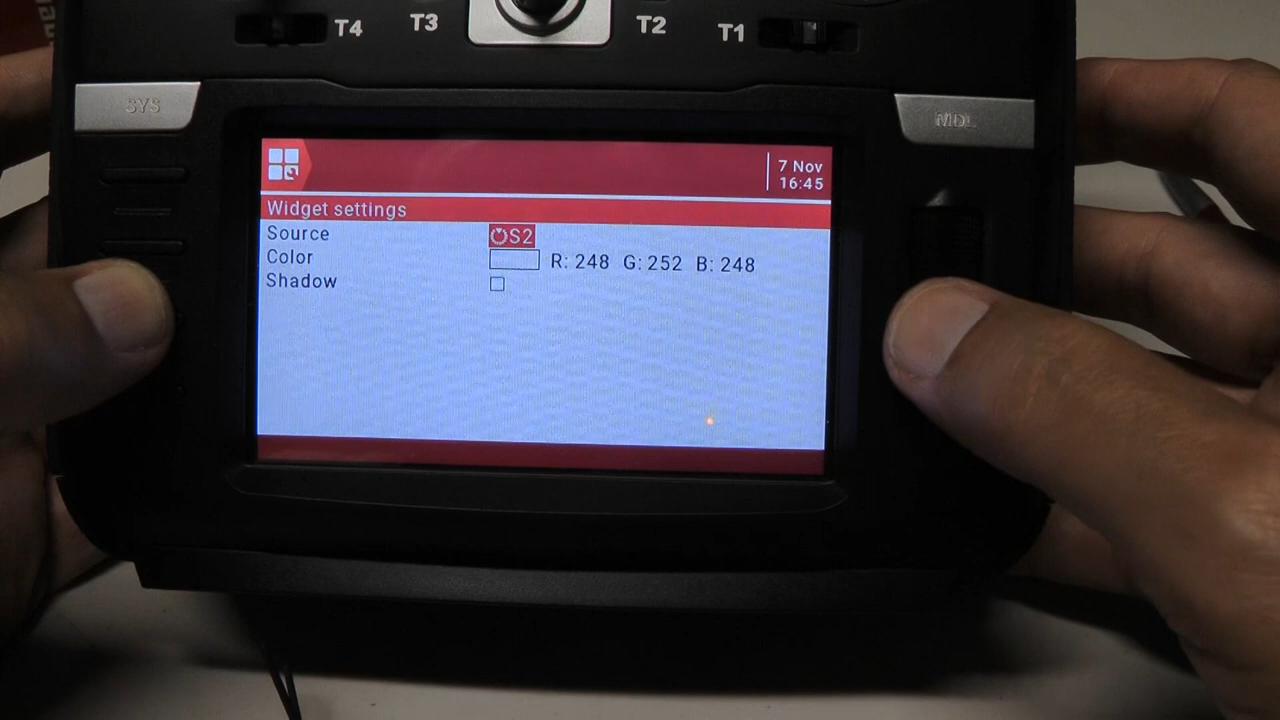 T4 T3 T2 T1
SYS
MDL
7 Nov
16:45
Widget settings
Source S2
Color R: 248 G: 252 B: 248
Shadow